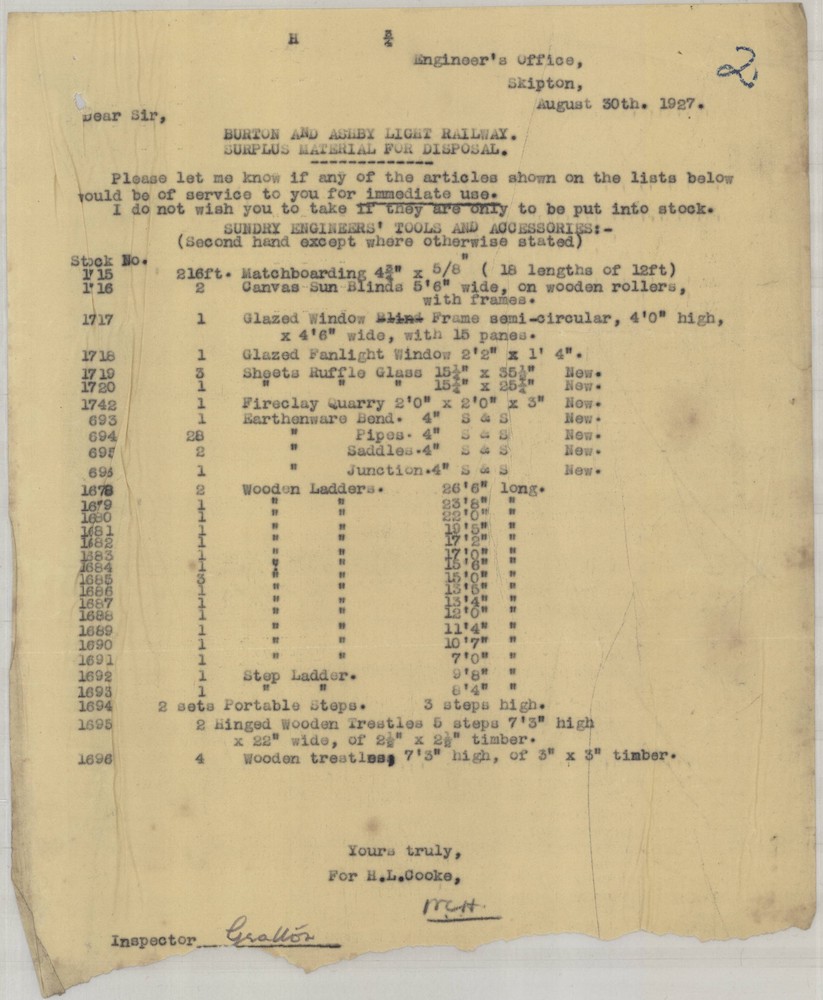 H 3/4
2
Engineer's Office,
Skipton,
August 30th. 1927.
Dear Sir,
BURTON AND ASHBY LIGHT RAILWAY.
SURPLUS MATERIAL FOR DISPOSAL.
Please let me know if any of the articles shown on the lists below
would be of service to you for immediate use.
I do not wish you to take if they are only to be put into stock.
SUNDRY ENGINEERS' TOOLS AND ACCESSORIES:-
(Second hand except where otherwise stated)
Stock No.
1715 216ft. Matchboarding 4¾" x 5/8" ( 18 lengths of 12ft)
1716 2 Canvas Sun Blinds 5'6" wide, on wooden rollers,
with frames.
1717 1 Glazed Window Blind Frame semi-circular, 4'0" high,
x 4'6" wide, with 15 panes.
1718 1 Glazed Fanlight Window 2'2" x 1' 4".
1719 3 Sheets Ruffle Glass 15½" x 35½" New.
1720 1 " " " 15½" x 25½" New.
1742 1 Fireclay Quarry 2'0" x 2'0" x 3" New.
693 1 Earthenware Bend. 4" S & S New.
694 28 " Pipes. 4" S & S New.
695 2 " Saddles.4" S & S New.
696 1 " Junction.4" S & S New.
1678 2 Wooden Ladders. 26'6" long.
1679 1 " " 23'8" "
1680 1 " " 22'0" "
1681 1 " " 19'5" "
1682 1 " " 17'2" "
1683 1 " " 17'0" "
1684 1 " " 15'6" "
1685 3 " " 15'0" "
1686 1 " " 13'5" "
1687 1 " " 13'4" "
1688 1 " " 12'0" "
1689 1 " " 11'4" "
1690 1 " " 10'7" "
1691 1 " " 7'0" "
1692 1 Step Ladder. 9'8" "
1693 1 " " 8'4" "
1694 2 sets Portable Steps. 3 steps high.
1695 2 Hinged Wooden Trestles 5 steps 7'3" high
x 22" wide, of 2½" x 2½" timber.
1696 4 Wooden trestles, 7'3" high, of 3" x 3" timber.
Yours truly,
For H.L.Cooke,
W.C.H.
Inspector Gratton